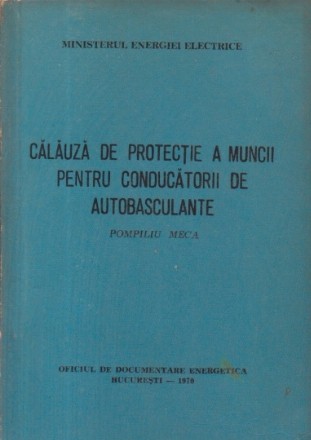 MINISTERUL ENERGIEI ELECTRICE
CĂLĂUZĂ DE PROTECȚIE A MUNCII
PENTRU CONDUCĂTORII DE
AUTOBASCULANTE
POMPILIU MECA
OFICIUL DE DOCUMENTARE ENERGETICA
BUCUREȘTI — 1978